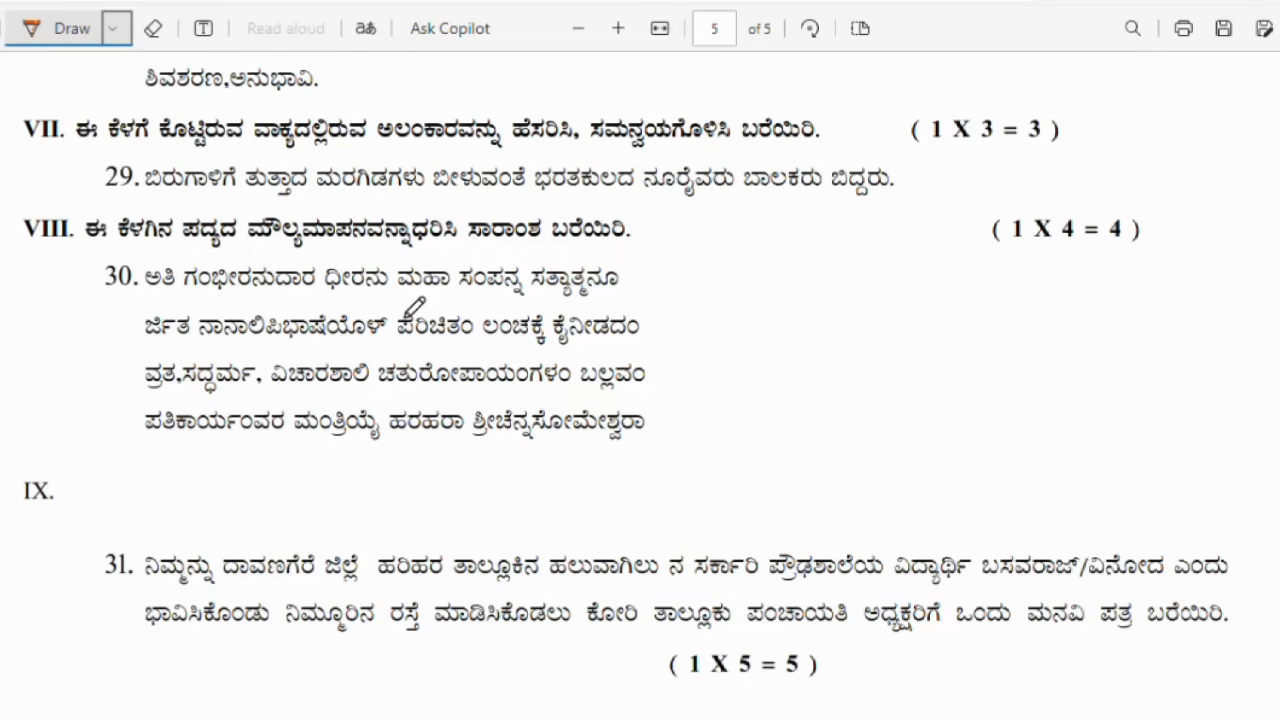 Draw
Read aloud
aあ
Ask Copilot
5
of 5
ಶಿವಶರಣ,ಅನುಭಾವಿ.
VII. ಈ ಕೆಳಗೆ ಕೊಟ್ಟಿರುವ ವಾಕ್ಯದಲ್ಲಿರುವ ಅಲಂಕಾರವನ್ನು ಹೆಸರಿಸಿ, ಸಮನ್ವಯಗೊಳಿಸಿ ಬರೆಯಿರಿ. ( 1 X 3 = 3 )
29. ಬಿರುಗಾಳಿಗೆ ತುತ್ತಾದ ಮರಗಿಡಗಳು ಬೀಳುವಂತೆ ಭರತಕುಲದ ನೂರೈವರು ಬಾಲಕರು ಬಿದ್ದರು.
VIII. ಈ ಕೆಳಗಿನ ಪದ್ಯದ ಮೌಲ್ಯಮಾಪನವನ್ನಾಧರಿಸಿ ಸಾರಾಂಶ ಬರೆಯಿರಿ. ( 1 X 4 = 4 )
30. ಅತಿ ಗಂಭೀರನುದಾರ ಧೀರನು ಮಹಾ ಸಂಪನ್ನ ಸತ್ಯಾತ್ಮನೂ
ರ್ಜಿತ ನಾನಾಲಿಪಿಭಾಷೆಯೊಳ್ ಪರಿಚಿತಂ ಲಂಚಕ್ಕೆ ಕೈನೀಡದಂ
ವ್ರತ,ಸದ್ಧರ್ಮ, ವಿಚಾರಶಾಲಿ ಚತುರೋಪಾಯಂಗಳಂ ಬಲ್ಲವಂ
ಪತಿಕಾರ್ಯಂವರ ಮಂತ್ರಿಯೈ ಹರಹರಾ ಶ್ರೀಚೆನ್ನಸೋಮೇಶ್ವರಾ
IX.
31. ನಿಮ್ಮನ್ನು ದಾವಣಗೆರೆ ಜಿಲ್ಲೆ ಹರಿಹರ ತಾಲ್ಲೂಕಿನ ಹಲುವಾಗಿಲು ನ ಸರ್ಕಾರಿ ಪ್ರೌಢಶಾಲೆಯ ವಿದ್ಯಾರ್ಥಿ ಬಸವರಾಜ್/ವಿನೋದ ಎಂದು
ಭಾವಿಸಿಕೊಂಡು ನಿಮ್ಮೂರಿನ ರಸ್ತೆ ಮಾಡಿಸಿಕೊಡಲು ಕೋರಿ ತಾಲ್ಲೂಕು ಪಂಚಾಯತಿ ಅಧ್ಯಕ್ಷರಿಗೆ ಒಂದು ಮನವಿ ಪತ್ರ ಬರೆಯಿರಿ.
( 1 X 5 = 5 )